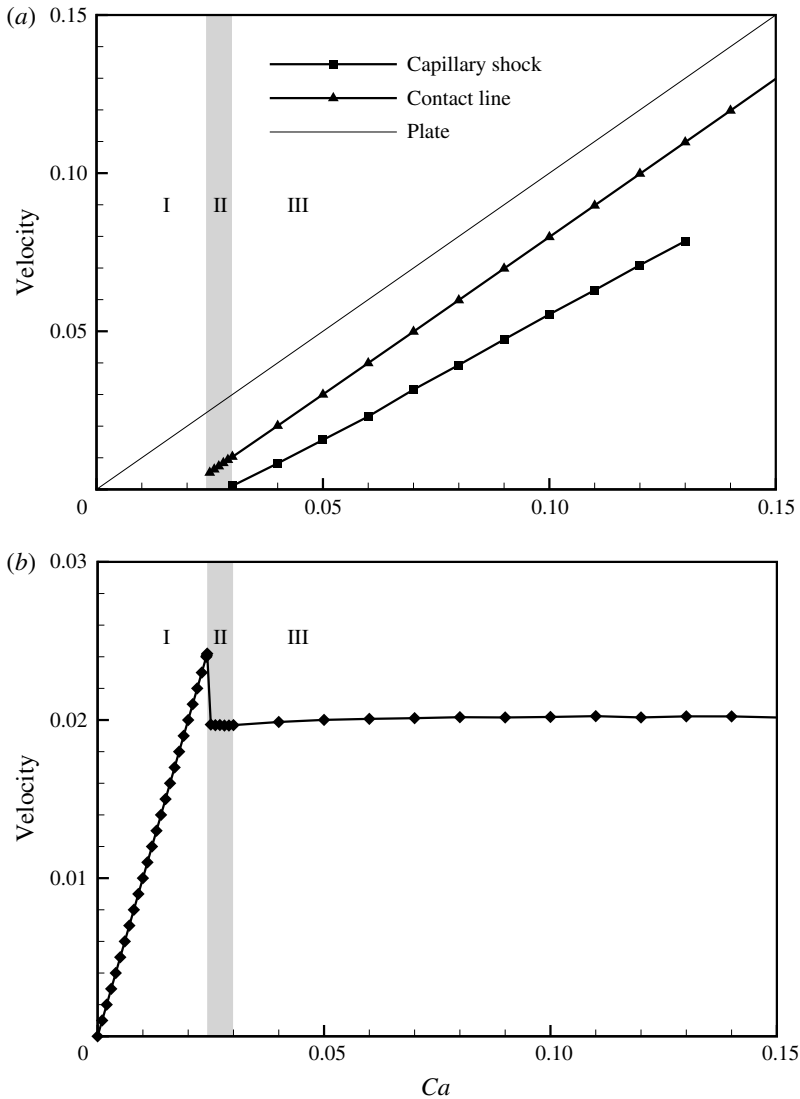 (a)
0.15
0.10
0.05
Velocity
Capillary shock
Contact line
Plate
I II III
0 0.05 0.10 0.15
(b)
0.03
0.02
0.01
Velocity
I II III
0 0.05 0.10 0.15
Ca